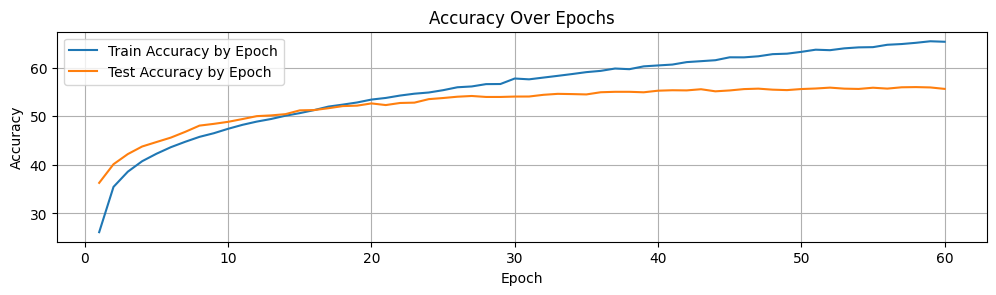 Accuracy Over Epochs
Train Accuracy by Epoch
Test Accuracy by Epoch
Accuracy
60
50
40
30
0 10 20 30 40 50 60
Epoch